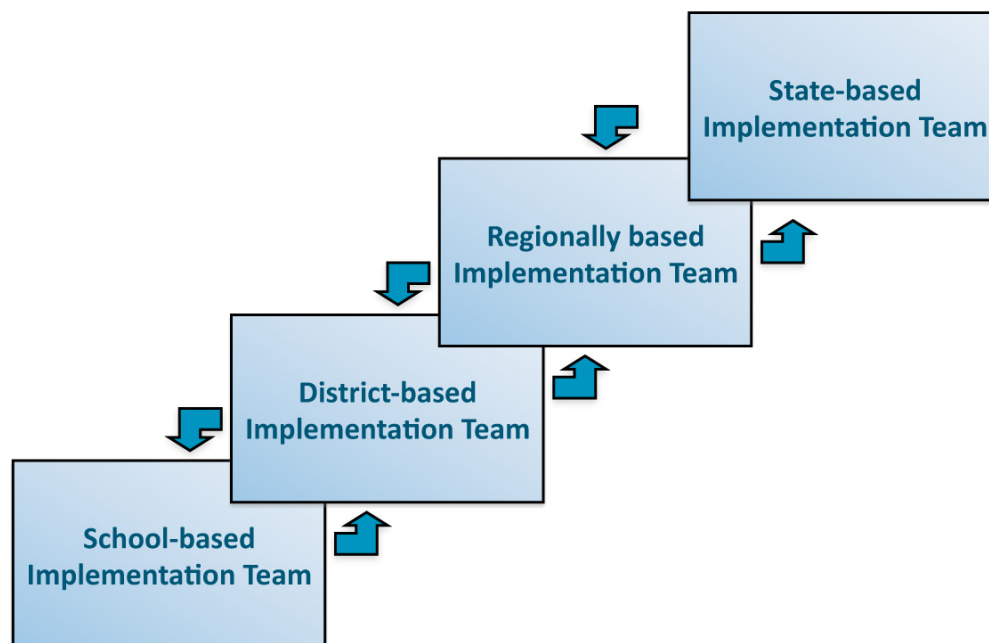 State-based
Implementation Team
Regionally based
Implementation Team
District-based
Implementation Team
School-based
Implementation Team